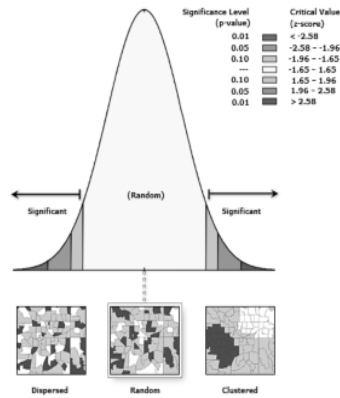 Significance Level Critical Value
(p-value) (z-score)
0.01 < -2.58
0.05 -2.58 – -1.96
0.10 -1.96 – -1.65
--- -1.65 – 1.65
0.10 1.65 – 1.96
0.05 1.96 – 2.58
0.01 > 2.58
(Random)
Significant Significant
Dispersed Random Clustered